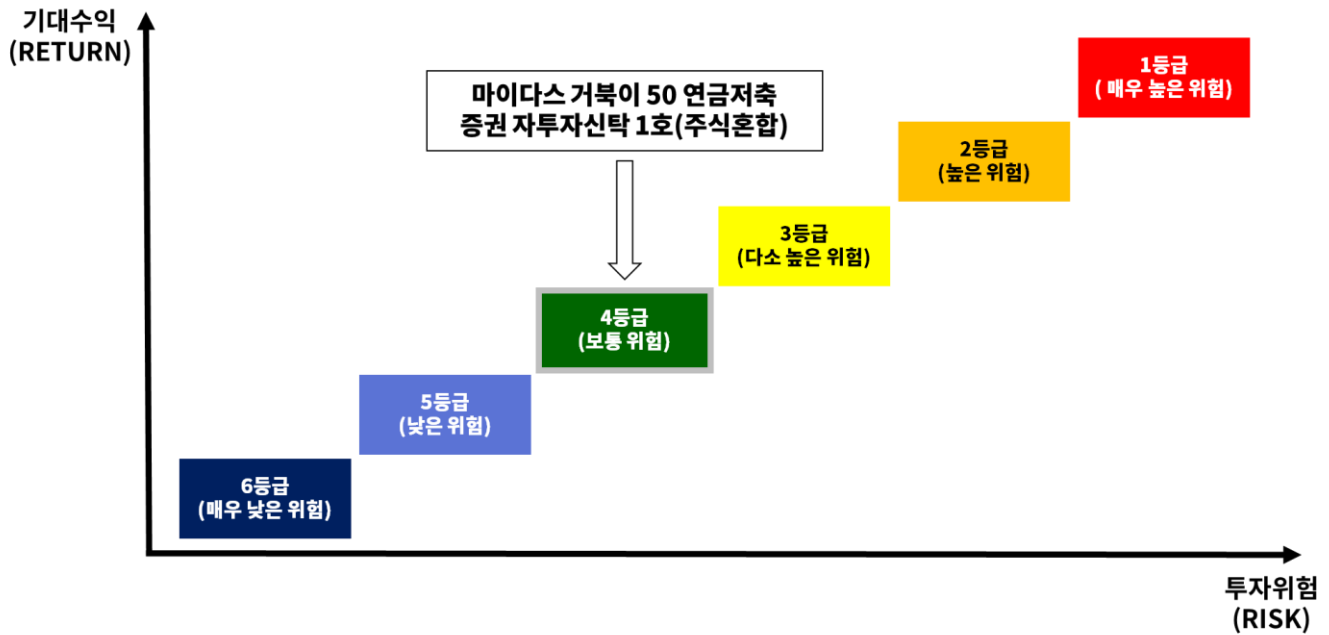 기대수익
(RETURN)
마이다스 거북이 50 연금저축
증권 자투자신탁 1호(주식혼합)
1등급
( 매우 높은 위험)
2등급
(높은 위험)
3등급
(다소 높은 위험)
4등급
(보통 위험)
5등급
(낮은 위험)
6등급
(매우 낮은 위험)
투자위험
(RISK)